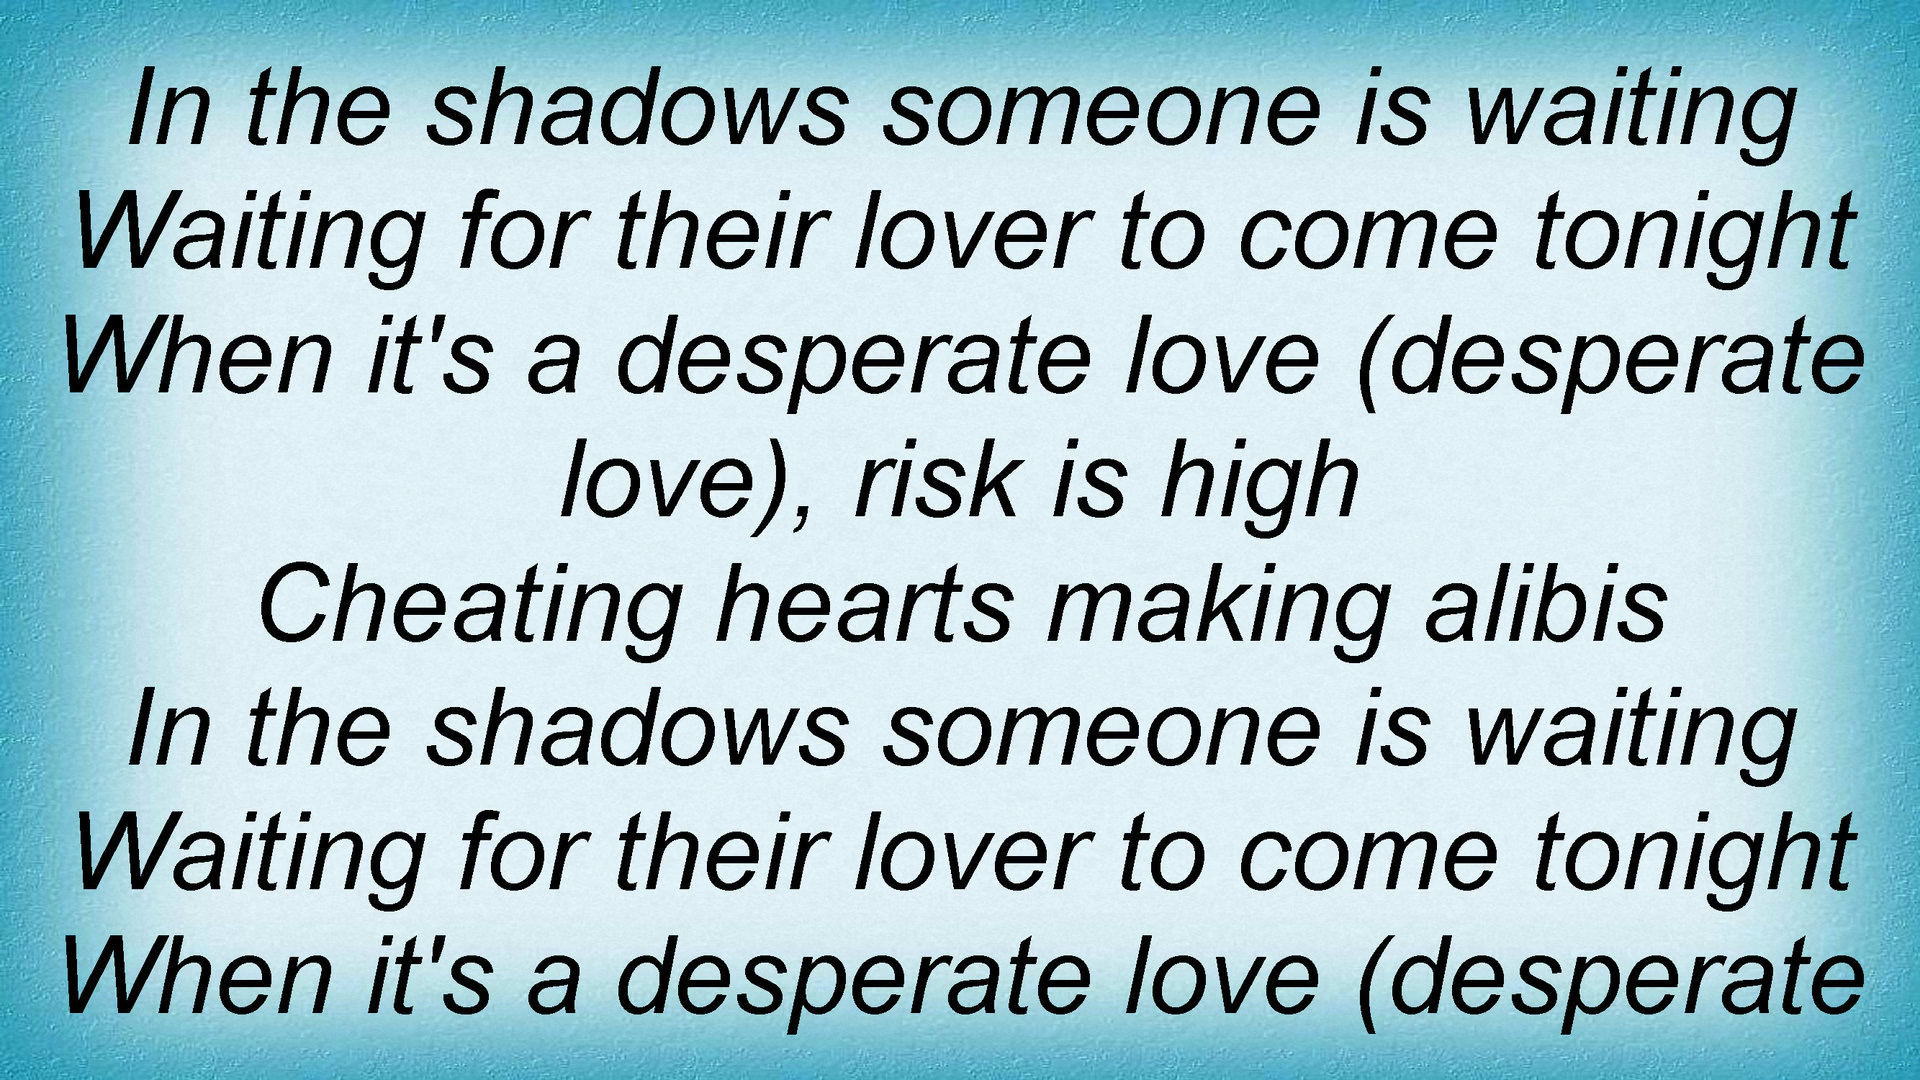 In the shadows someone is waiting
Waiting for their lover to come tonight
When it's a desperate love (desperate
love), risk is high
Cheating hearts making alibis
In the shadows someone is waiting
Waiting for their lover to come tonight
When it's a desperate love (desperate